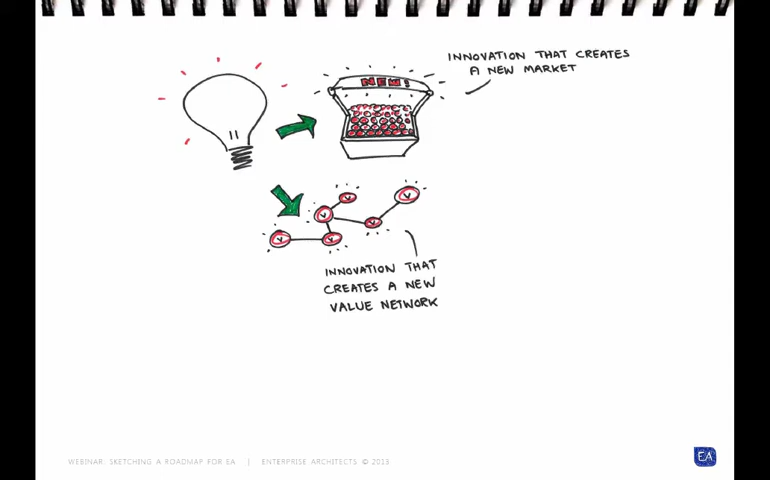 INNOVATION THAT CREATES
A NEW MARKET
NEW!
V
V
V
V
V
V
INNOVATION THAT
CREATES A NEW
VALUE NETWORK
WEBINAR: SKETCHING A ROADMAP FOR EA | ENTERPRISE ARCHITECTS © 2013
EA